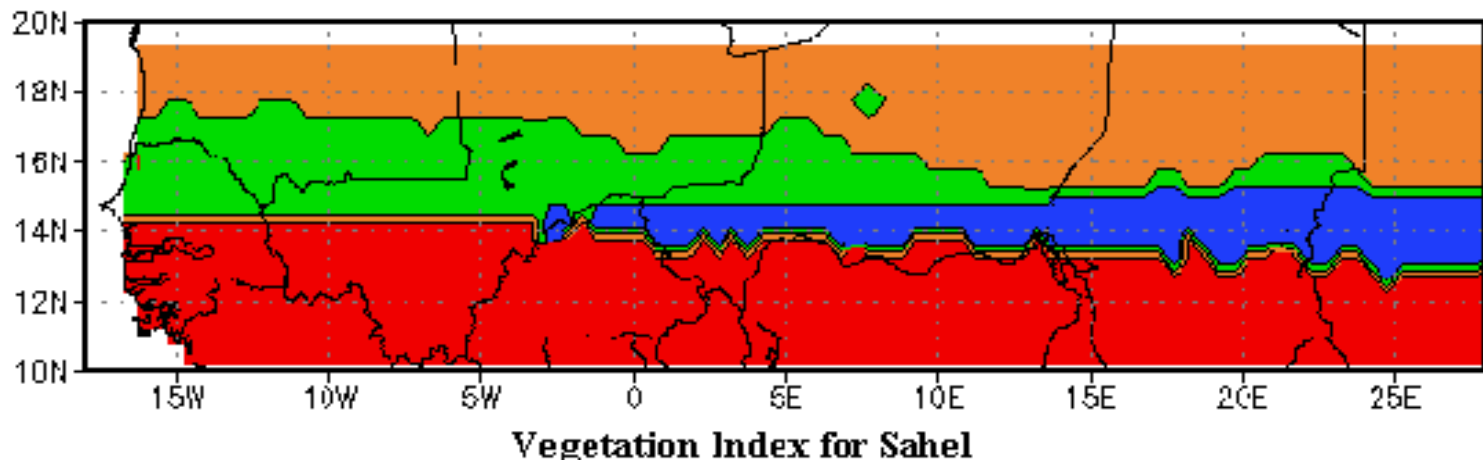 20N
18N
16N
14N
12N
10N
15W 10W 5W 0 5E 10E 15E 20E 25E
Vegetation Index for Sahel